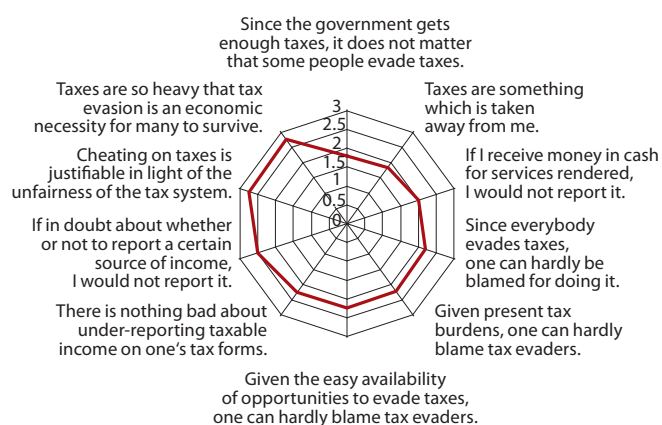 Since the government gets
enough taxes, it does not matter
that some people evade taxes.
Taxes are so heavy that tax
evasion is an economic
necessity for many to survive.
Taxes are something
which is taken
away from me.
3
2.5
2
1.5
1
0.5
0
Cheating on taxes is
justifiable in light of the
unfairness of the tax system.
If I receive money in cash
for services rendered,
I would not report it.
If in doubt about whether
or not to report a certain
source of income,
I would not report it.
Since everybody
evades taxes,
one can hardly be
blamed for doing it.
There is nothing bad about
under-reporting taxable
income on one‘s tax forms.
Given present tax
burdens, one can hardly
blame tax evaders.
Given the easy availability
of opportunities to evade taxes,
one can hardly blame tax evaders.